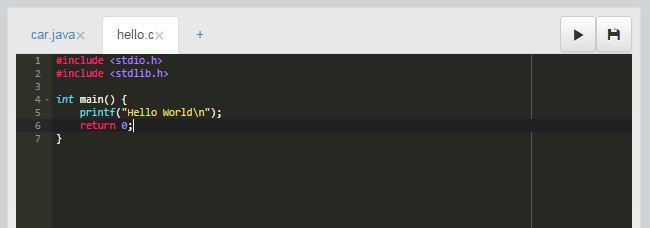 car.java× hello.c× +
1 #include <stdio.h>
2 #include <stdlib.h>
3
4 int main() {
5     printf("Hello World\n");
6     return 0;
7 }